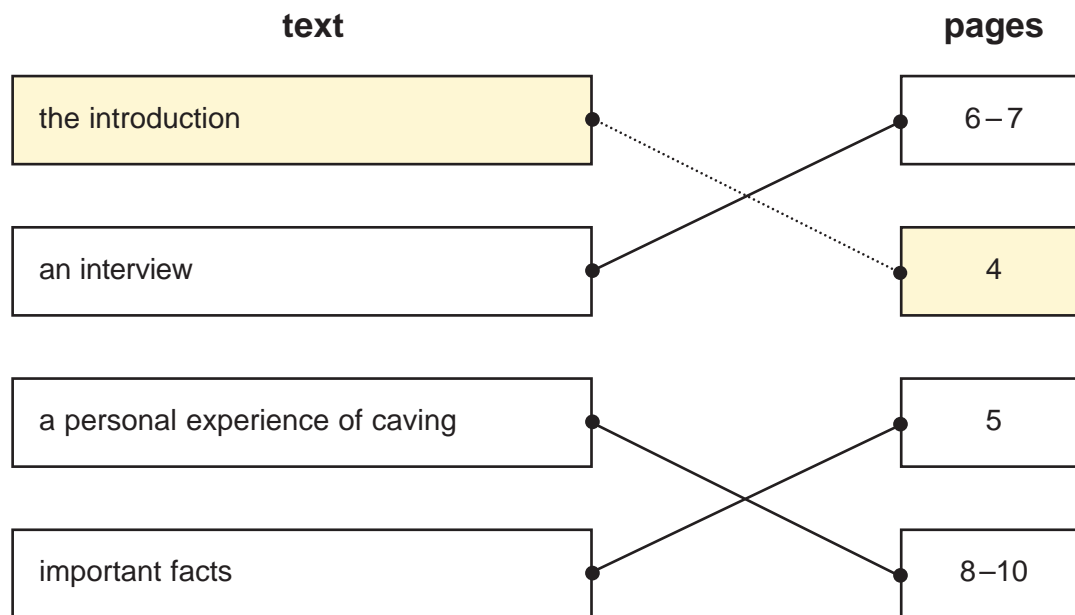 text pages
the introduction 6–7
an interview 4
a personal experience of caving 5
important facts 8–10